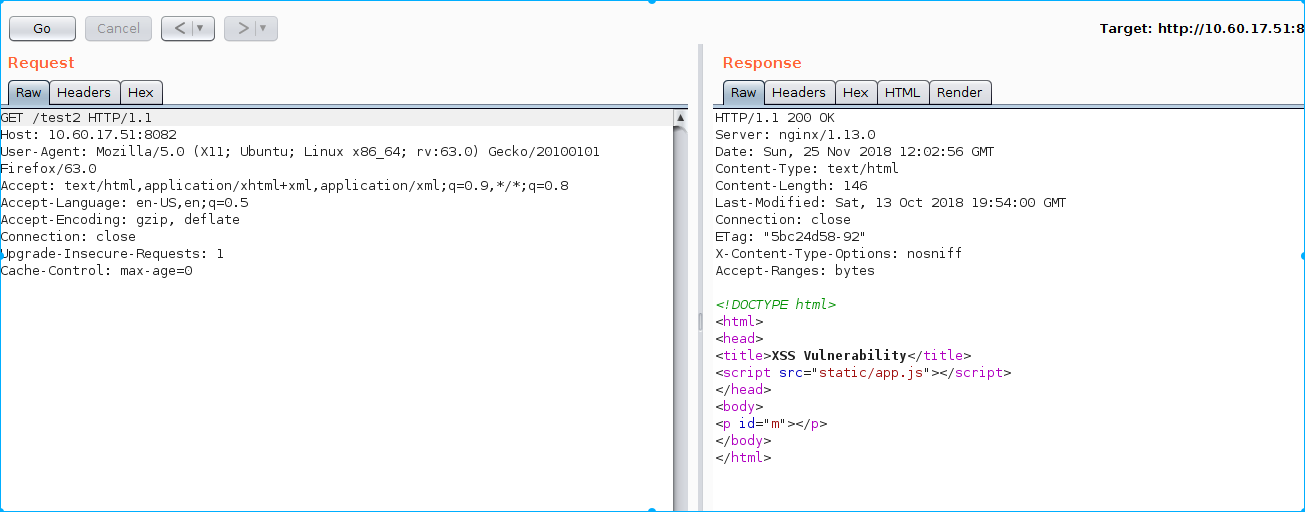 Go Cancel < > Target: http://10.60.17.51:8
Request
Raw Headers Hex
GET /test2 HTTP/1.1
Host: 10.60.17.51:8082
User-Agent: Mozilla/5.0 (X11; Ubuntu; Linux x86_64; rv:63.0) Gecko/20100101
Firefox/63.0
Accept: text/html,application/xhtml+xml,application/xml;q=0.9,*/*;q=0.8
Accept-Language: en-US,en;q=0.5
Accept-Encoding: gzip, deflate
Connection: close
Upgrade-Insecure-Requests: 1
Cache-Control: max-age=0
Response
Raw Headers Hex HTML Render
HTTP/1.1 200 OK
Server: nginx/1.13.0
Date: Sun, 25 Nov 2018 12:02:56 GMT
Content-Type: text/html
Content-Length: 146
Last-Modified: Sat, 13 Oct 2018 19:54:00 GMT
Connection: close
ETag: "5bc24d58-92"
X-Content-Type-Options: nosniff
Accept-Ranges: bytes
<!DOCTYPE html>
<html>
<head>
<title>XSS Vulnerability</title>
<script src="static/app.js"></script>
</head>
<body>
<p id="m"></p>
</body>
</html>